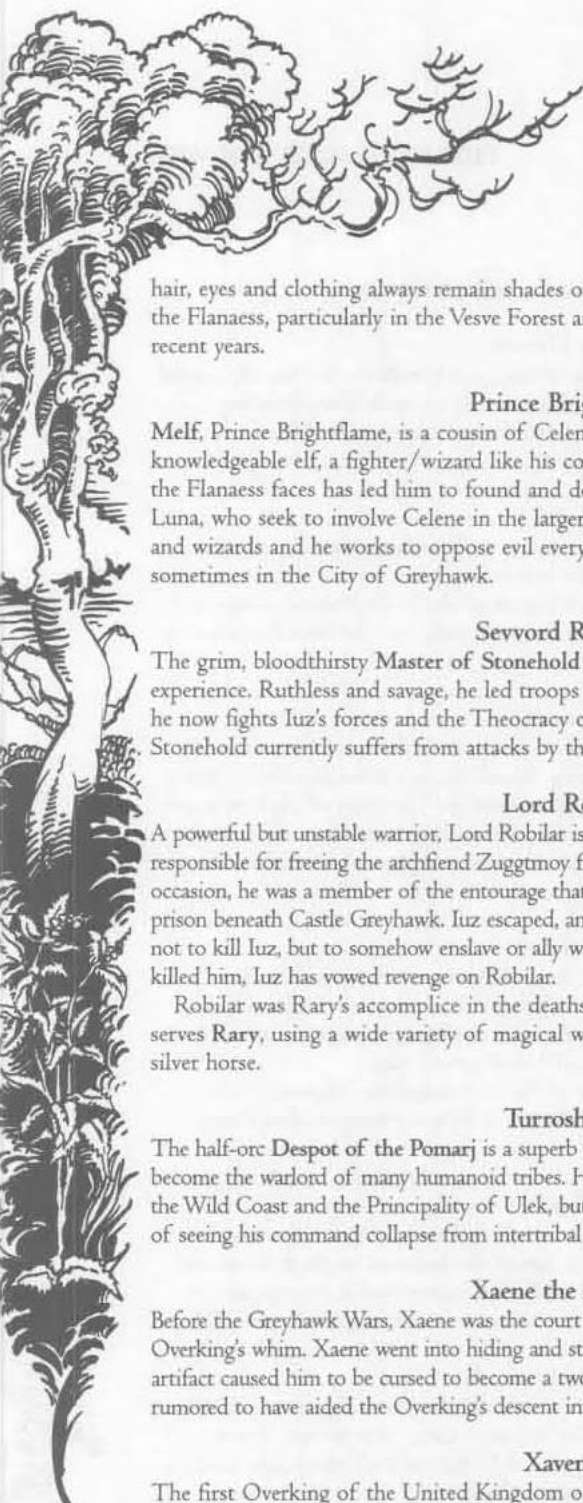 hair, eyes and clothing always remain shades o
the Flanaess, particularly in the Vesve Forest a
recent years.
Prince Brig
Melf, Prince Brightflame, is a cousin of Celen
knowledgeable elf, a fighter/wizard like his co
the Flanaess faces has led him to found and de
Luna, who seek to involve Celene in the larger
and wizards and he works to oppose evil every
sometimes in the City of Greyhawk.
Sevvord R
The grim, bloodthirsty Master of Stonehold
experience. Ruthless and savage, he led troops
he now fights Iuz's forces and the Theocracy o
Stonehold currently suffers from attacks by th
Lord Ro
A powerful but unstable warrior, Lord Robilar is
responsible for freeing the archfiend Zuggtmoy f
occasion, he was a member of the entourage that
prison beneath Castle Greyhawk. Iuz escaped, an
not to kill Iuz, but to somehow enslave or ally w
killed him, Iuz has vowed revenge on Robilar.
Robilar was Rary's accomplice in the deaths
serves Rary, using a wide variety of magical w
silver horse.
Turrosh
The half-orc Despot of the Pomarj is a superb
become the warlord of many humanoid tribes. H
the Wild Coast and the Principality of Ulek, but
of seeing his command collapse from intertribal
Xaene the
Before the Greyhawk Wars, Xaene was the court
Overking's whim. Xaene went into hiding and st
artifact caused him to be cursed to become a two
rumored to have aided the Overking's descent in
Xaven
The first Overking of the United Kingdom o